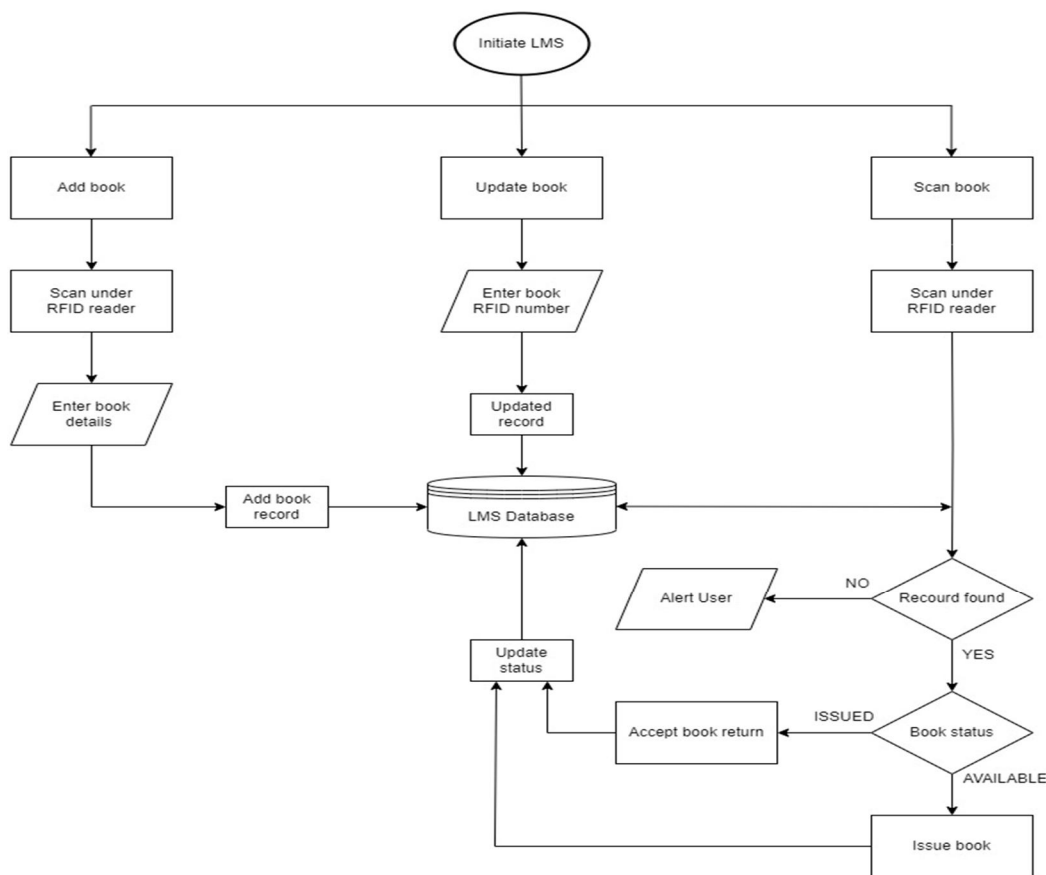 Initiate LMS
Add book
Update book
Scan book
Scan under
RFID reader
Enter book
RFID number
Scan under
RFID reader
Enter book
details
Updated
record
Add book
record
LMS Database
Alert User
NO
Recourd found
YES
Update
status
Accept book return
ISSUED
Book status
AVAILABLE
Issue book